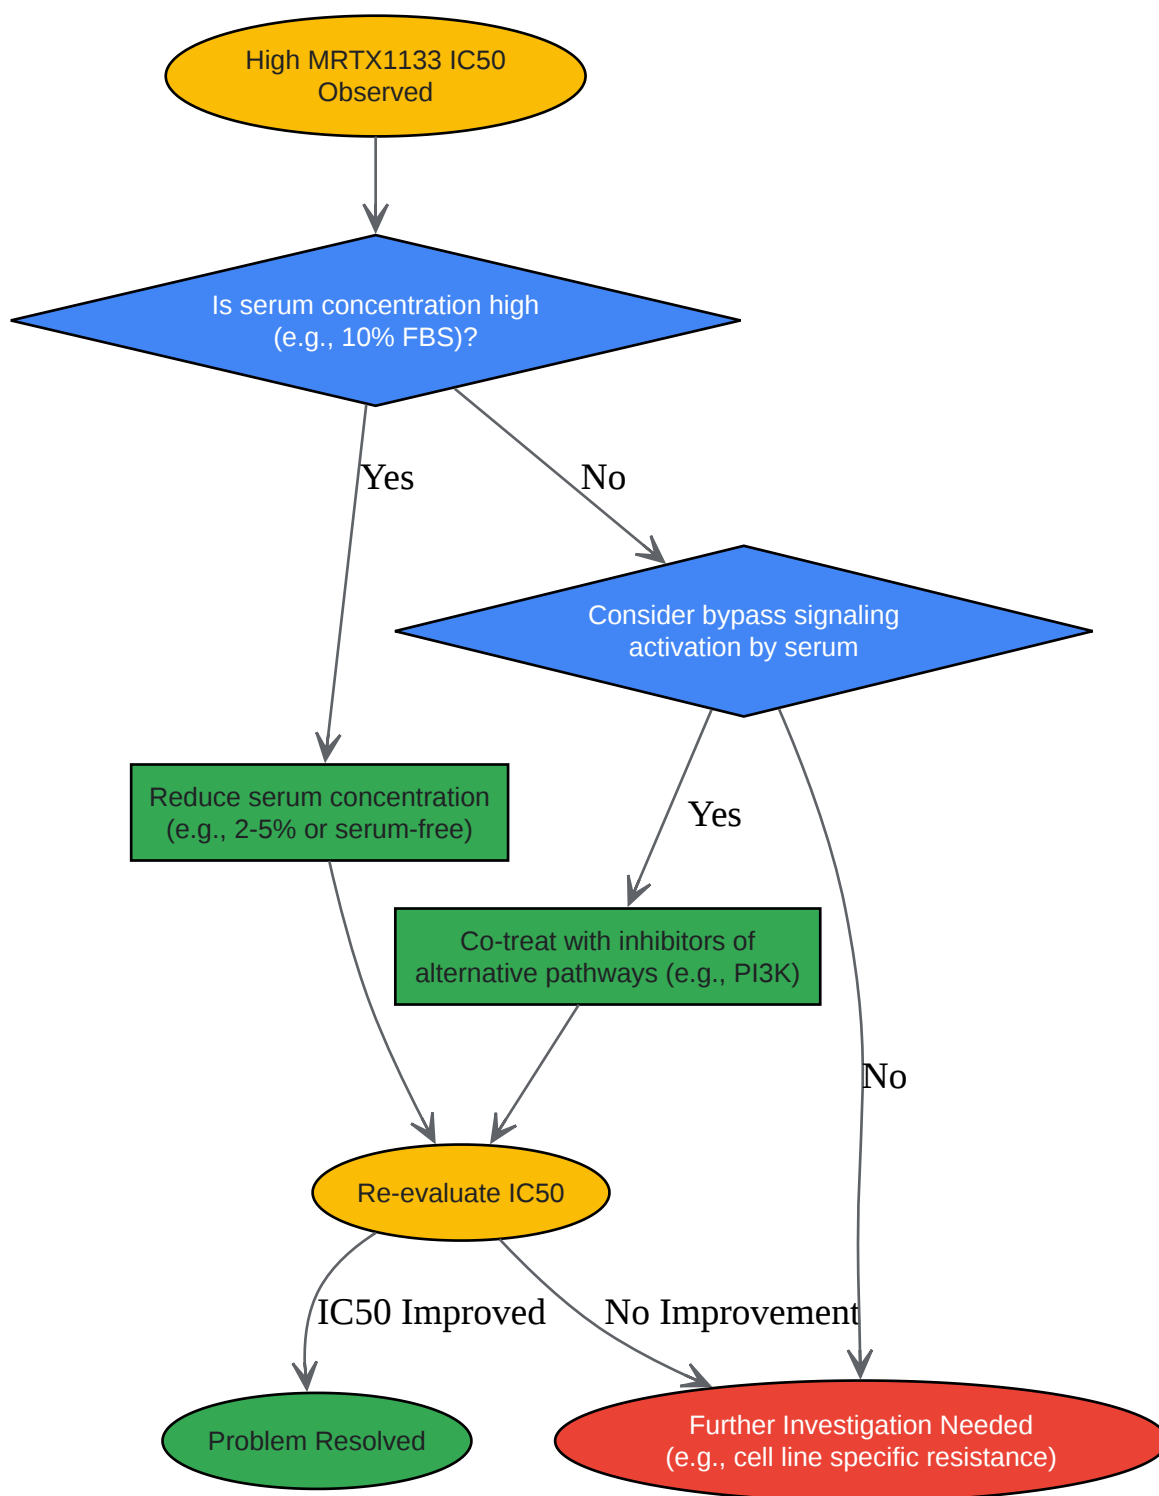 High MRTX1133 IC50
Observed
Is serum concentration high
(e.g., 10% FBS)?
Yes
No
Consider bypass signaling
activation by serum
Reduce serum concentration
(e.g., 2-5% or serum-free)
Yes
Co-treat with inhibitors of
alternative pathways (e.g., PI3K)
No
Re-evaluate IC50
IC50 Improved
No Improvement
Problem Resolved
Further Investigation Needed
(e.g., cell line specific resistance)